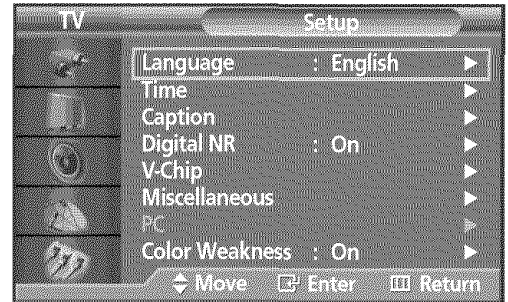 TV Setup
Language : English
Time
Caption
Digital NR : On
V-Chip
Miscellaneous
PC
Color Weakness : On
Move Enter Return